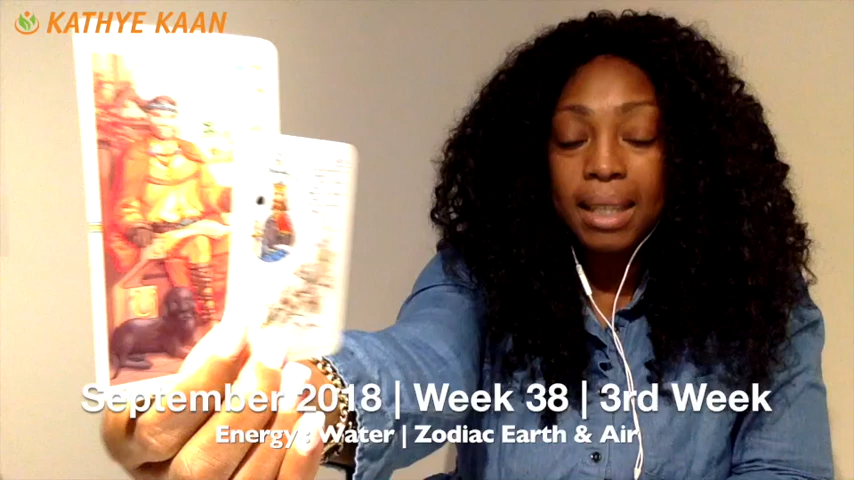 KATHYE KAAN
September 2018 | Week 38 | 3rd Week
Energy : Water | Zodiac Earth & Air